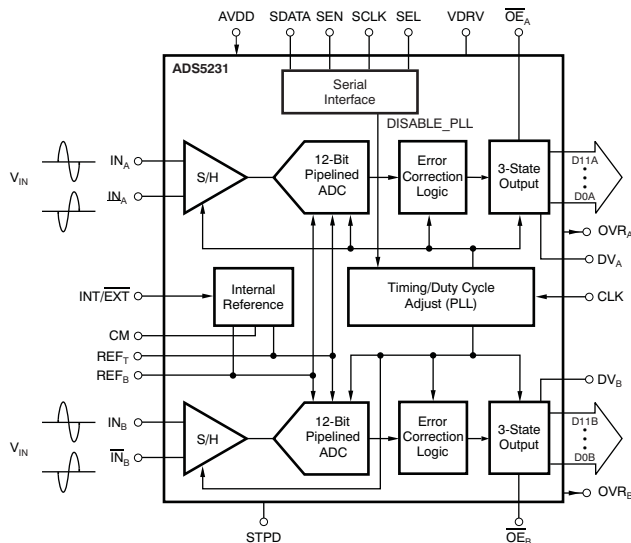 AVDD SDATA SEN SCLK SEL VDRV OE_A
ADS5231
Serial
Interface
DISABLE_PLL
V_IN
IN_A
IN_A
S/H
12-Bit
Pipelined
ADC
Error
Correction
Logic
3-State
Output
D11A
D0A
OVR_A
DV_A
INT/EXT
Internal
Reference
Timing/Duty Cycle
Adjust (PLL)
CLK
CM
REF_T
REF_B
DV_B
V_IN
IN_B
IN_B
S/H
12-Bit
Pipelined
ADC
Error
Correction
Logic
3-State
Output
D11B
D0B
OVR_B
STPD
OE_B